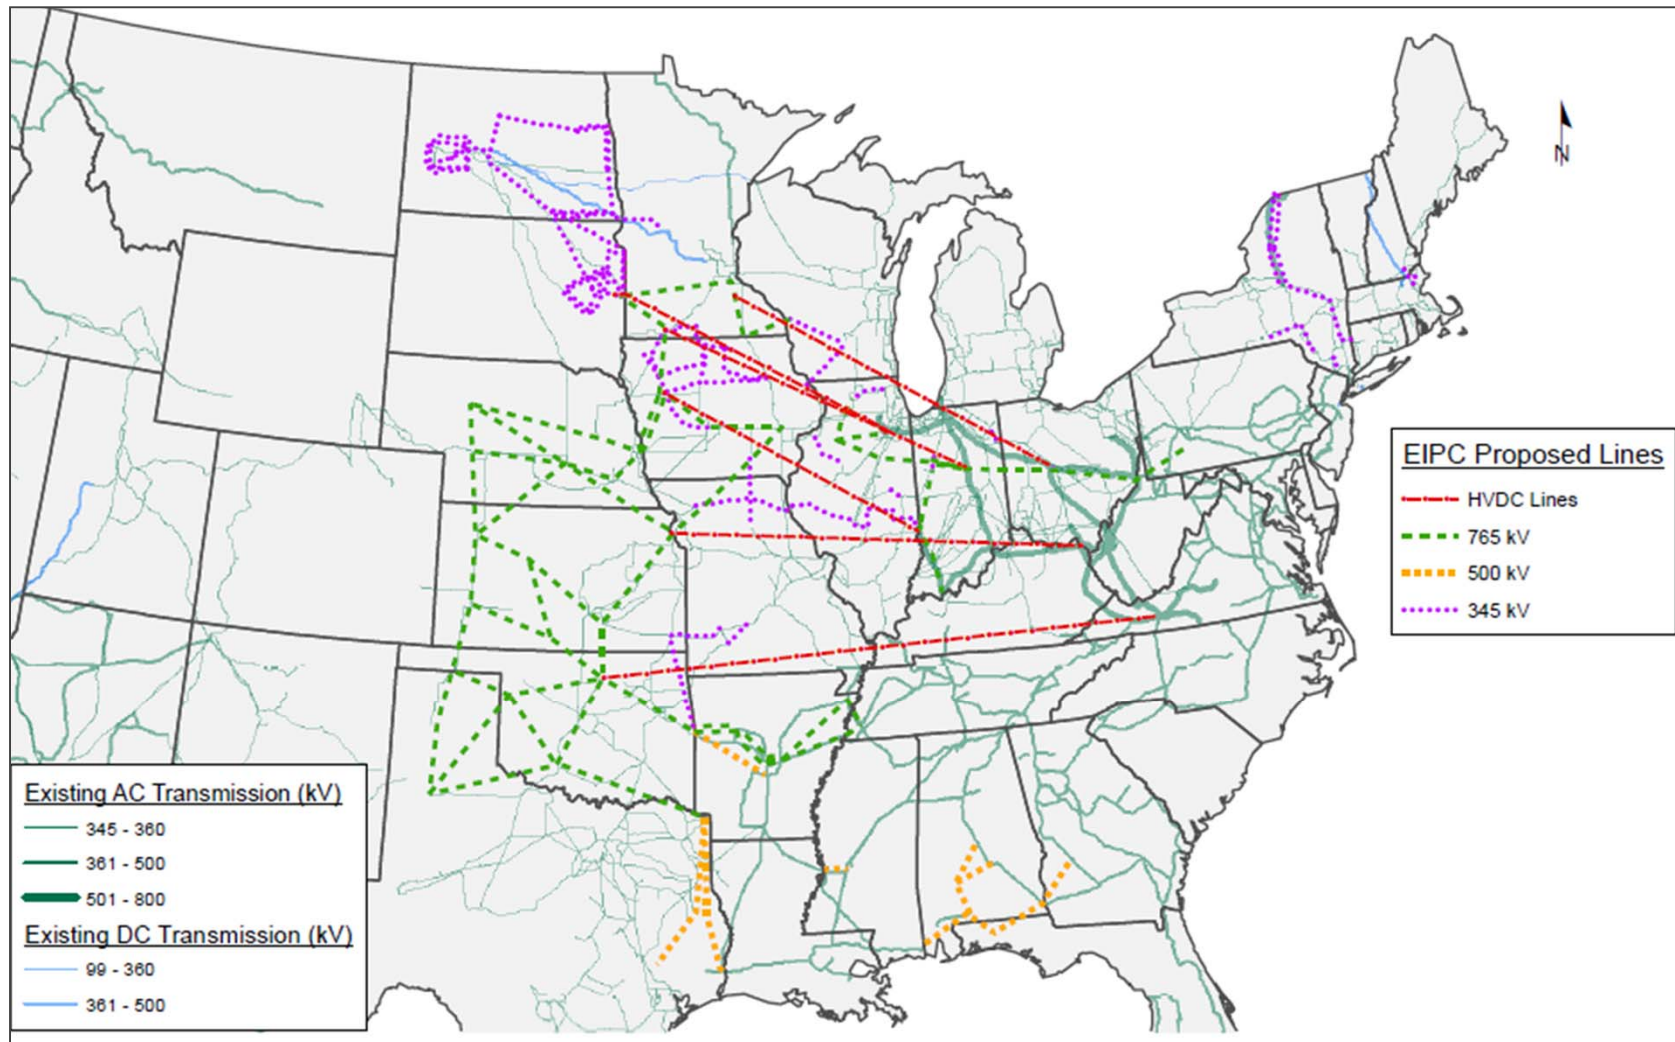 N
EIPC Proposed Lines
HVDC Lines
765 kV
500 kV
345 kV
Existing AC Transmission (kV)
345 - 360
361 - 500
501 - 800
Existing DC Transmission (kV)
99 - 360
361 - 500